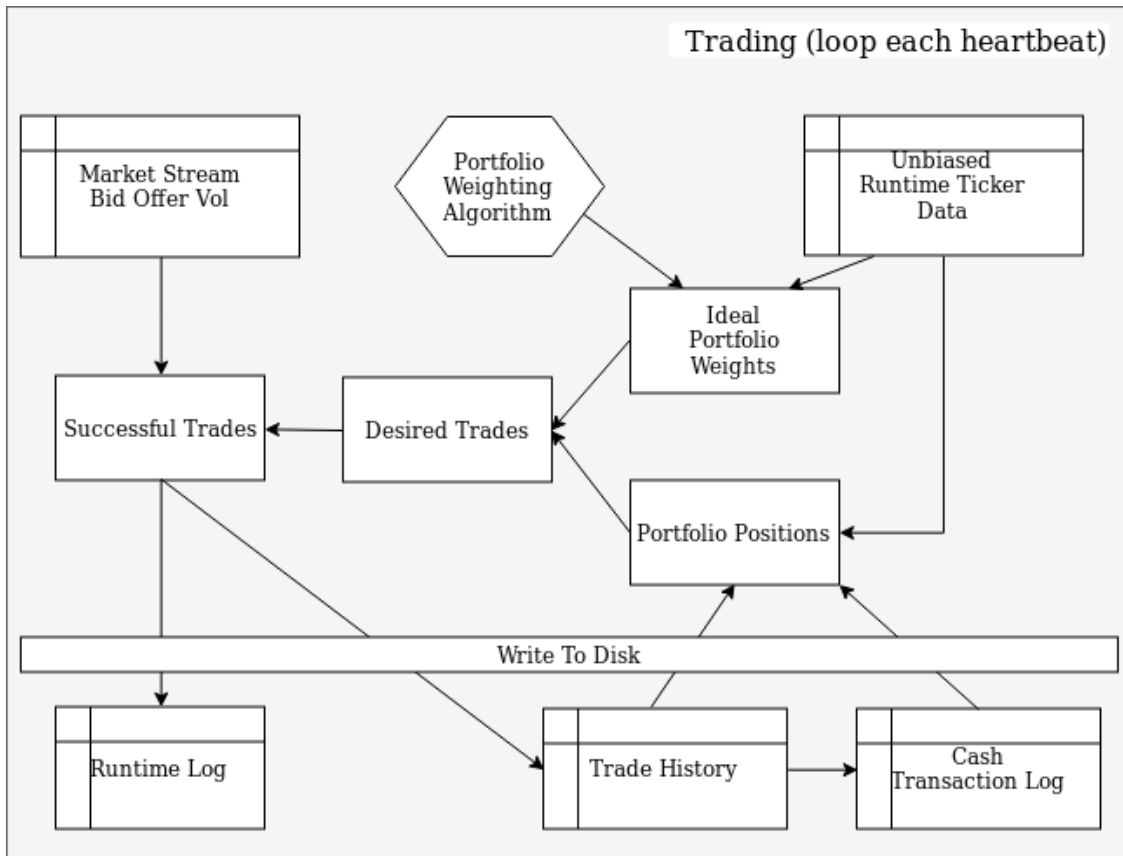 Trading (loop each heartbeat)
Market Stream
Bid Offer Vol
Portfolio
Weighting
Algorithm
Unbiased
Runtime Ticker
Data
Ideal
Portfolio
Weights
Successful Trades
Desired Trades
Portfolio Positions
Write To Disk
Runtime Log
Trade History
Cash
Transaction Log